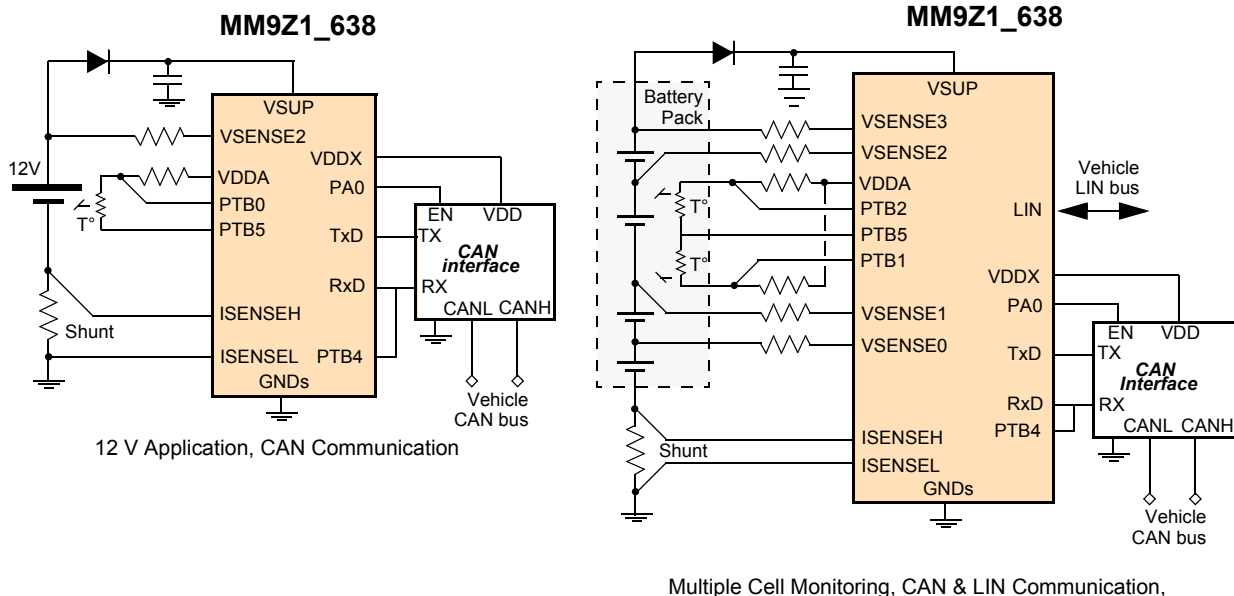 MM9Z1_638
VSUP
VSENSE2
12V
VDDA
PTB0
T°
PTB5
Shunt
ISENSEH
ISENSEL
GNDs
VDDX
PA0
TxD
RxD
PTB4
EN VDD
TX
CAN
interface
RX
CANL CANH
Vehicle
CAN bus
12 V Application, CAN Communication
MM9Z1_638
Battery
Pack
VSUP
VSENSE3
VSENSE2
VDDA
PTB2
T°
PTB5
T°
PTB1
VSENSE1
VSENSE0
Shunt
ISENSEH
ISENSEL
GNDs
Vehicle
LIN bus
LIN
VDDX
PA0
TxD
RxD
PTB4
EN VDD
TX
CAN
Interface
RX
CANL CANH
Vehicle
CAN bus
Multiple Cell Monitoring, CAN & LIN Communication,